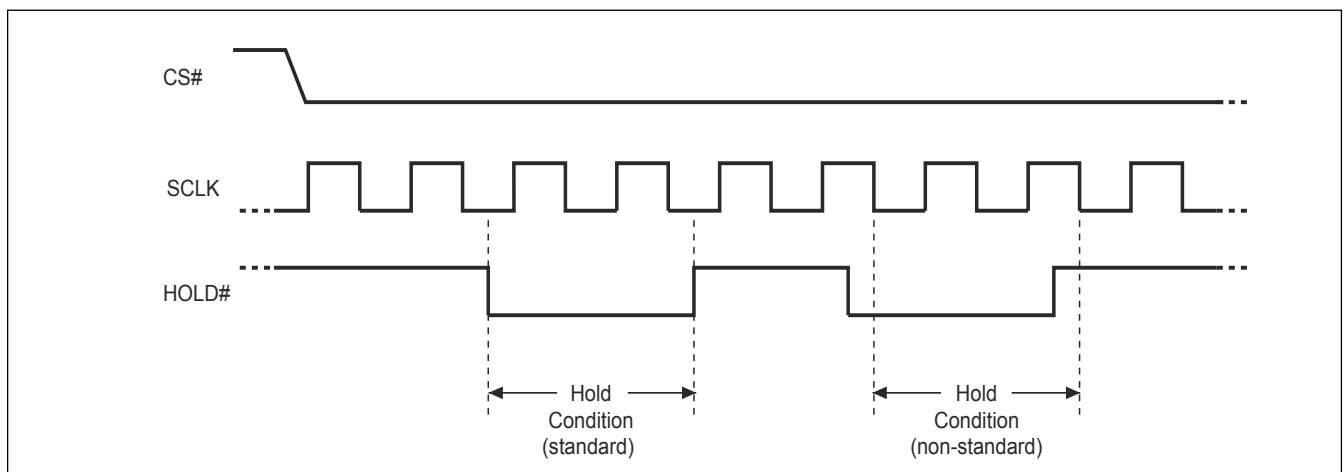 CS#
SCLK
HOLD#
Hold
Condition
(standard)
Hold
Condition
(non-standard)